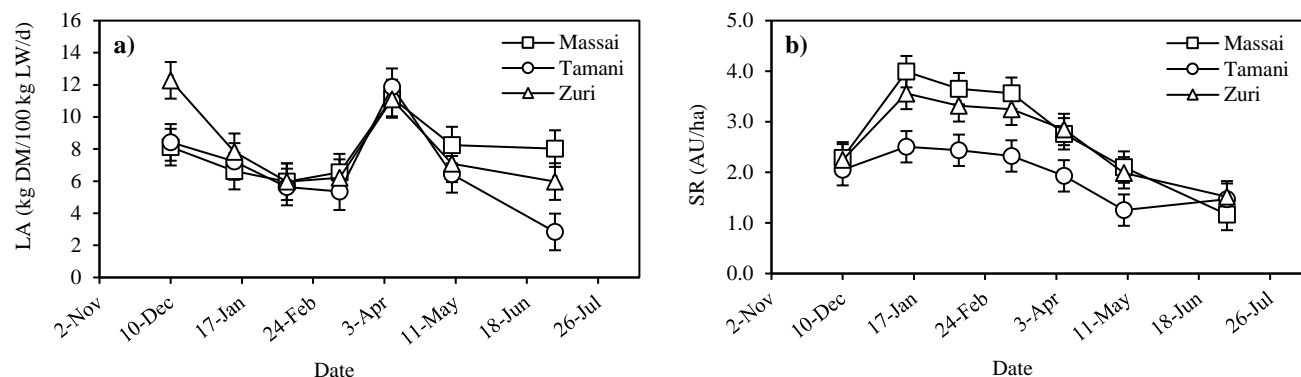 a)
Massai
Tamani
Zuri
LA (kg DM/100 kg LW/d)
16
14
12
10
8
6
4
2
0
2-Nov
10-Dec
17-Jan
24-Feb
3-Apr
11-May
18-Jun
26-Jul
Date
b)
Massai
Tamani
Zuri
SR (AU/ha)
5.0
4.0
3.0
2.0
1.0
0.0
2-Nov
10-Dec
17-Jan
24-Feb
3-Apr
11-May
18-Jun
26-Jul
Date